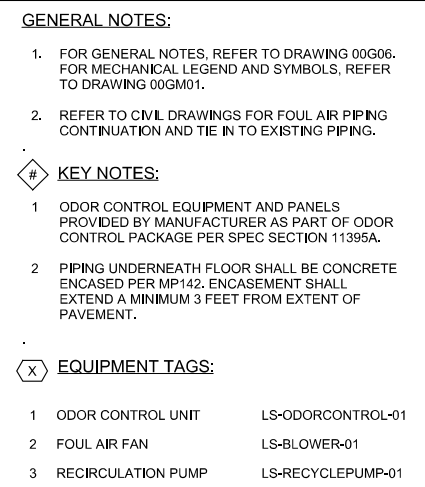 GENERAL NOTES:
1. FOR GENERAL NOTES, REFER TO DRAWING 00G06.
FOR MECHANICAL LEGEND AND SYMBOLS, REFER
TO DRAWING 00GM01.
2. REFER TO CIVIL DRAWINGS FOR FOUL AIR PIPING
CONTINUATION AND TIE IN TO EXISTING PIPING.
.
# KEY NOTES:
1 ODOR CONTROL EQUIPMENT AND PANELS
PROVIDED BY MANUFACTURER AS PART OF ODOR
CONTROL PACKAGE PER SPEC SECTION 11395A.
2 PIPING UNDERNEATH FLOOR SHALL BE CONCRETE
ENCASED PER MP142. ENCASEMENT SHALL
EXTEND A MINIMUM 3 FEET FROM EXTENT OF
PAVEMENT.
.
X EQUIPMENT TAGS:
1 ODOR CONTROL UNIT LS-ODORCONTROL-01
2 FOUL AIR FAN LS-BLOWER-01
3 RECIRCULATION PUMP LS-RECYCLEPUMP-01